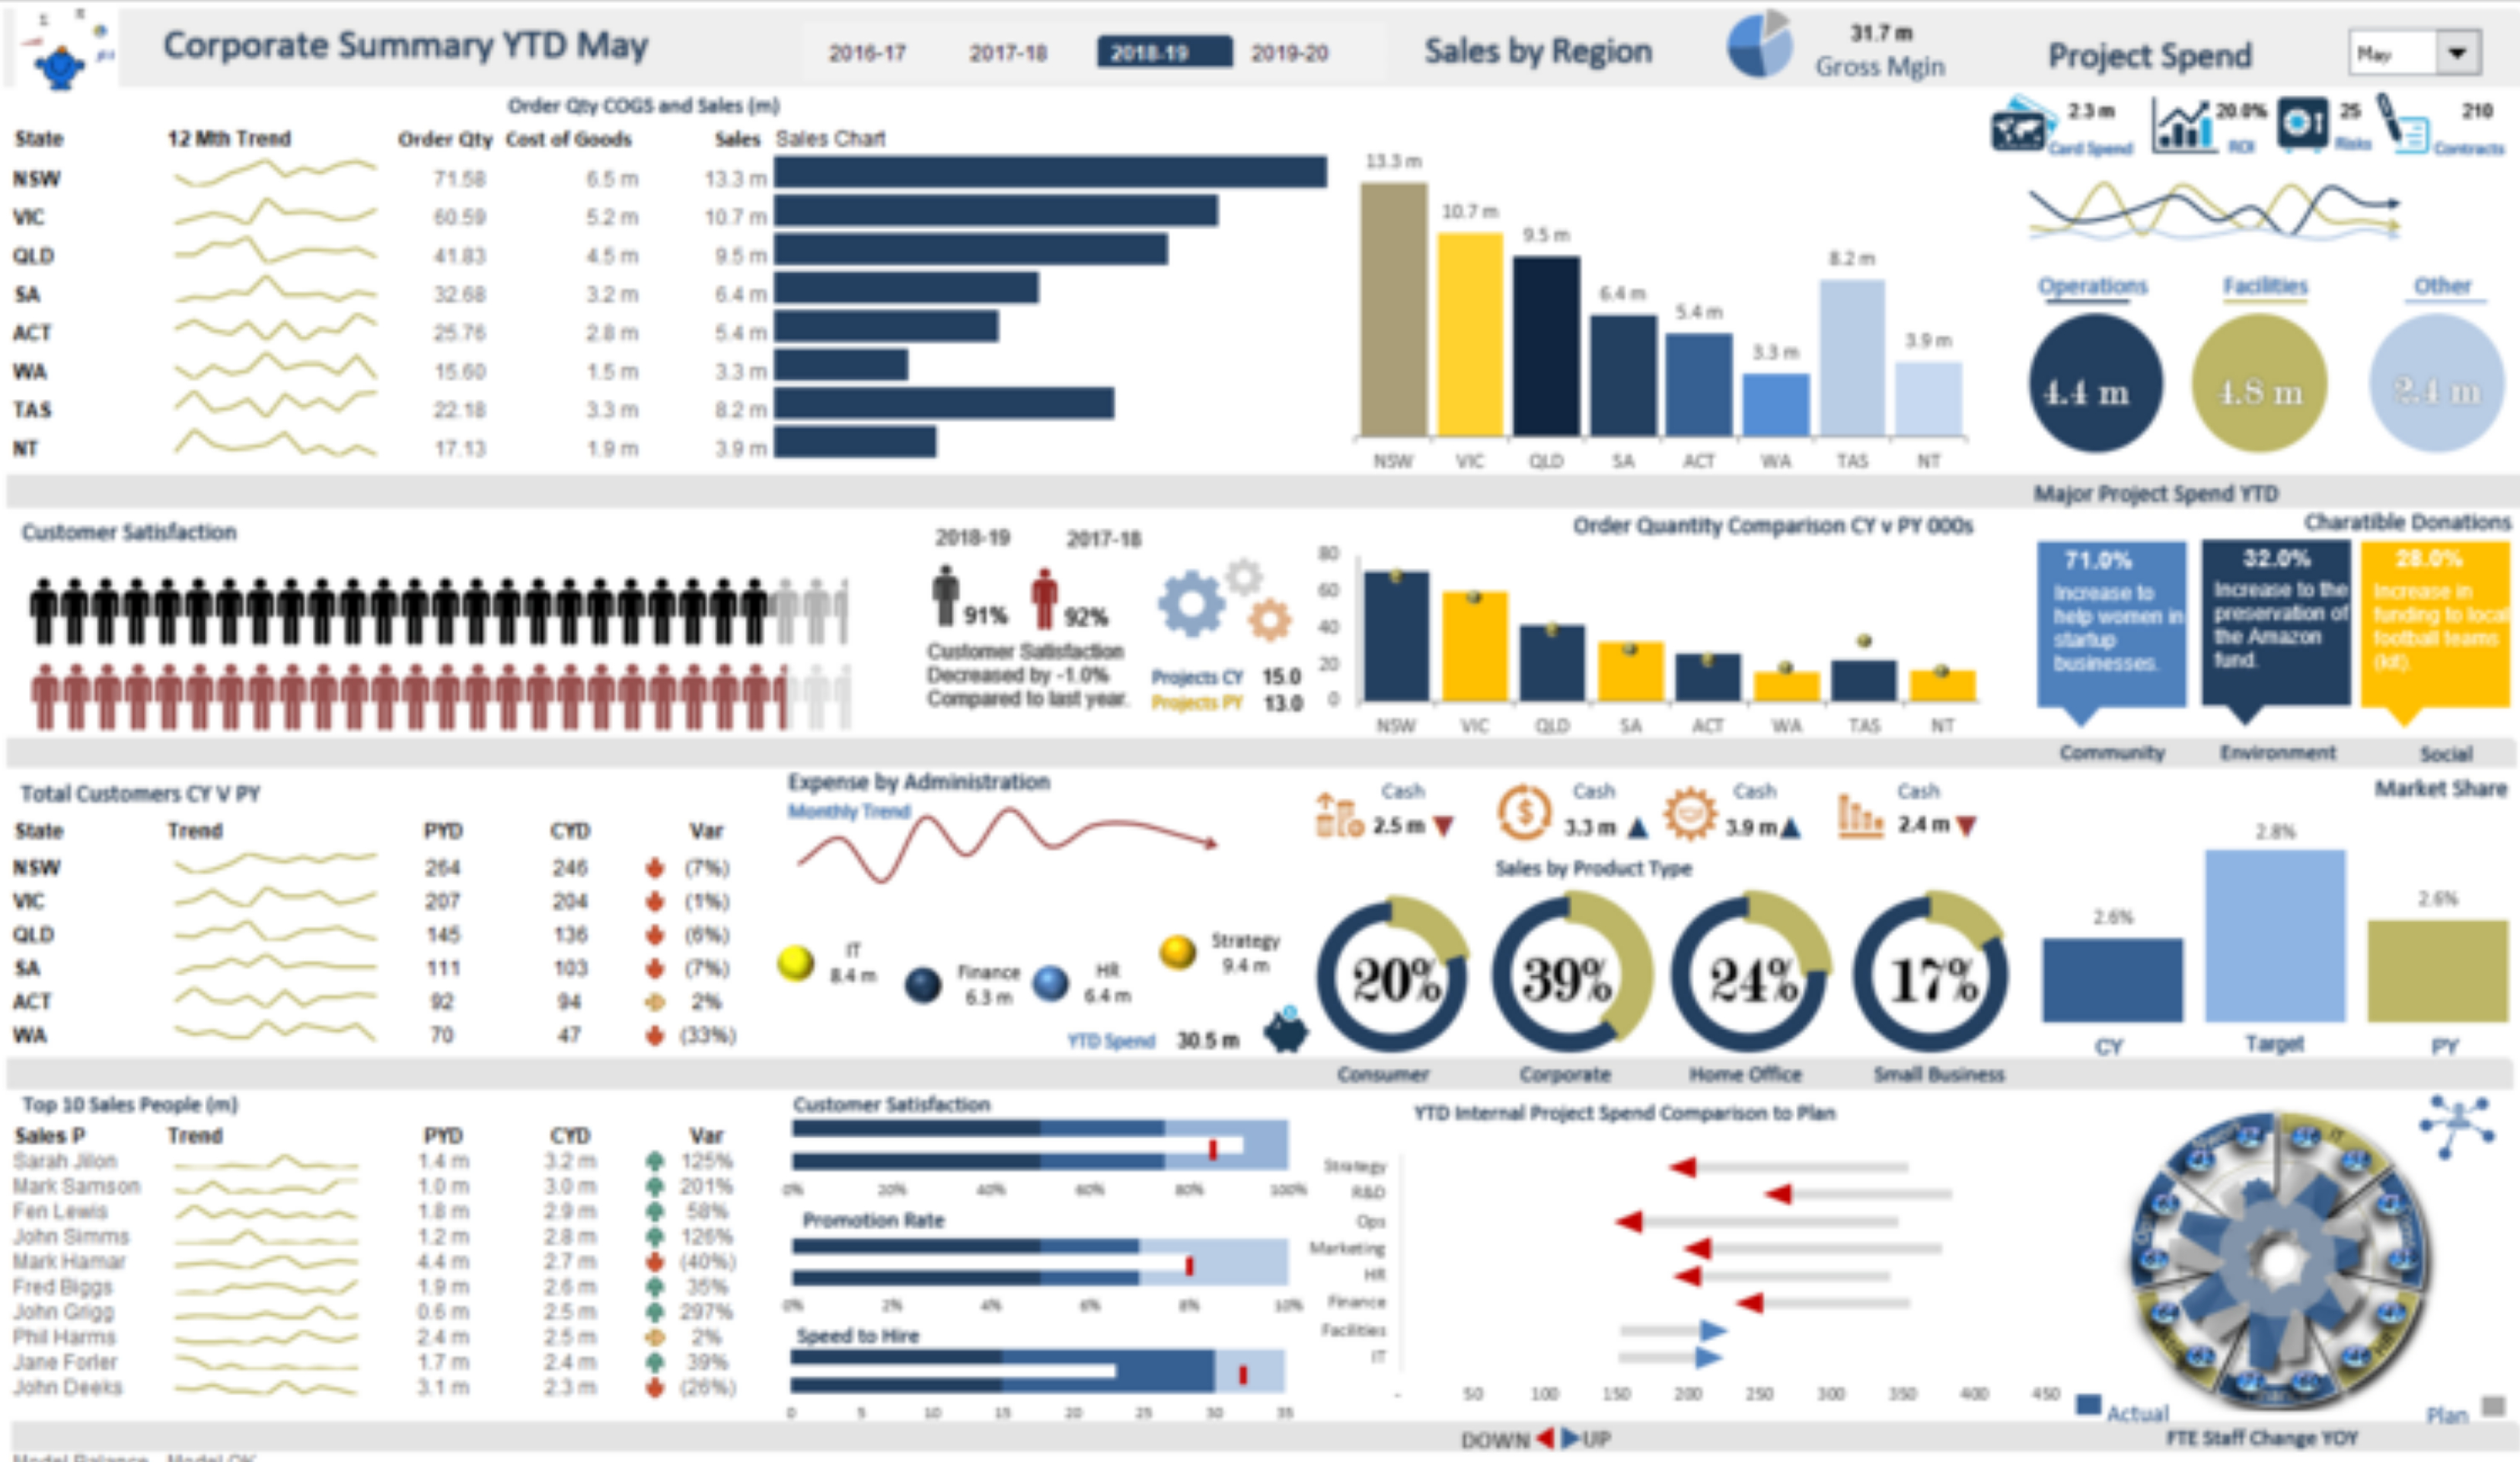 Corporate Summary YTD May
2016-17 2017-18 2018-19 2019-20
Sales by Region
31.7 m
Gross Mgin
Project Spend
May
Order Qty COGS and Sales (m)
State 12 Mth Trend Order Qty Cost of Goods Sales Sales Chart
NSW 71.58 6.5 m 13.3 m
VIC 60.59 5.2 m 10.7 m
QLD 41.83 4.5 m 9.5 m
SA 32.68 3.2 m 6.4 m
ACT 25.76 2.8 m 5.4 m
WA 15.60 1.5 m 3.3 m
TAS 22.18 3.3 m 8.2 m
NT 17.13 1.9 m 3.9 m
13.3 m
10.7 m
9.5 m
6.4 m
5.4 m
3.3 m
8.2 m
3.9 m
NSW VIC QLD SA ACT WA TAS NT
2.3 m 20.0% 25 210
Card Spend ROI Risks Contracts
Operations Facilities Other
4.4 m 4.8 m 2.4 m
Major Project Spend YTD
Customer Satisfaction
2018-19 2017-18
91% 92%
Customer Satisfaction
Decreased by -1.0%
Compared to last year.
Projects CY 15.0
Projects PY 13.0
Order Quantity Comparison CY v PY 000s
80
60
40
20
0
NSW VIC QLD SA ACT WA TAS NT
Charatible Donations
71.0%
Increase to
help women in
startup
businesses.
32.0%
Increase to the
preservation of
the Amazon
fund.
28.0%
Increase in
funding to local
football teams
(kit).
Community Environment Social
Total Customers CY V PY
State Trend PYD CYD Var
NSW 264 246 (7%)
VIC 207 204 (1%)
QLD 145 136 (6%)
SA 111 103 (7%)
ACT 92 94 2%
WA 70 47 (33%)
Expense by Administration
Monthly Trend
IT
8.4 m
Finance
6.3 m
HR
6.4 m
Strategy
9.4 m
YTD Spend 30.5 m
Cash Cash Cash Cash
2.5 m 3.3 m 3.9 m 2.4 m
Sales by Product Type
20% 39% 24% 17%
Consumer Corporate Home Office Small Business
Market Share
2.6%
2.8%
2.6%
CY Target PY
Top 10 Sales People (m)
Sales P Trend PYD CYD Var
Sarah Jilon 1.4 m 3.2 m 125%
Mark Samson 1.0 m 3.0 m 201%
Fen Lewis 1.8 m 2.9 m 58%
John Simms 1.2 m 2.8 m 126%
Mark Hamar 4.4 m 2.7 m (40%)
Fred Biggs 1.9 m 2.6 m 35%
John Grigg 0.6 m 2.5 m 297%
Phil Harms 2.4 m 2.5 m 2%
Jane Forler 1.7 m 2.4 m 39%
John Deeks 3.1 m 2.3 m (26%)
Customer Satisfaction
0% 20% 40% 60% 80% 100%
Promotion Rate
0% 2% 4% 6% 8% 10%
Speed to Hire
0 5 10 15 20 25 30 35
YTD Internal Project Spend Comparison to Plan
Strategy
R&D
Ops
Marketing
HR
Finance
Facilities
IT
- 50 100 150 200 250 300 350 400 450
DOWN UP
IT
Actual Plan
FTE Staff Change YOY